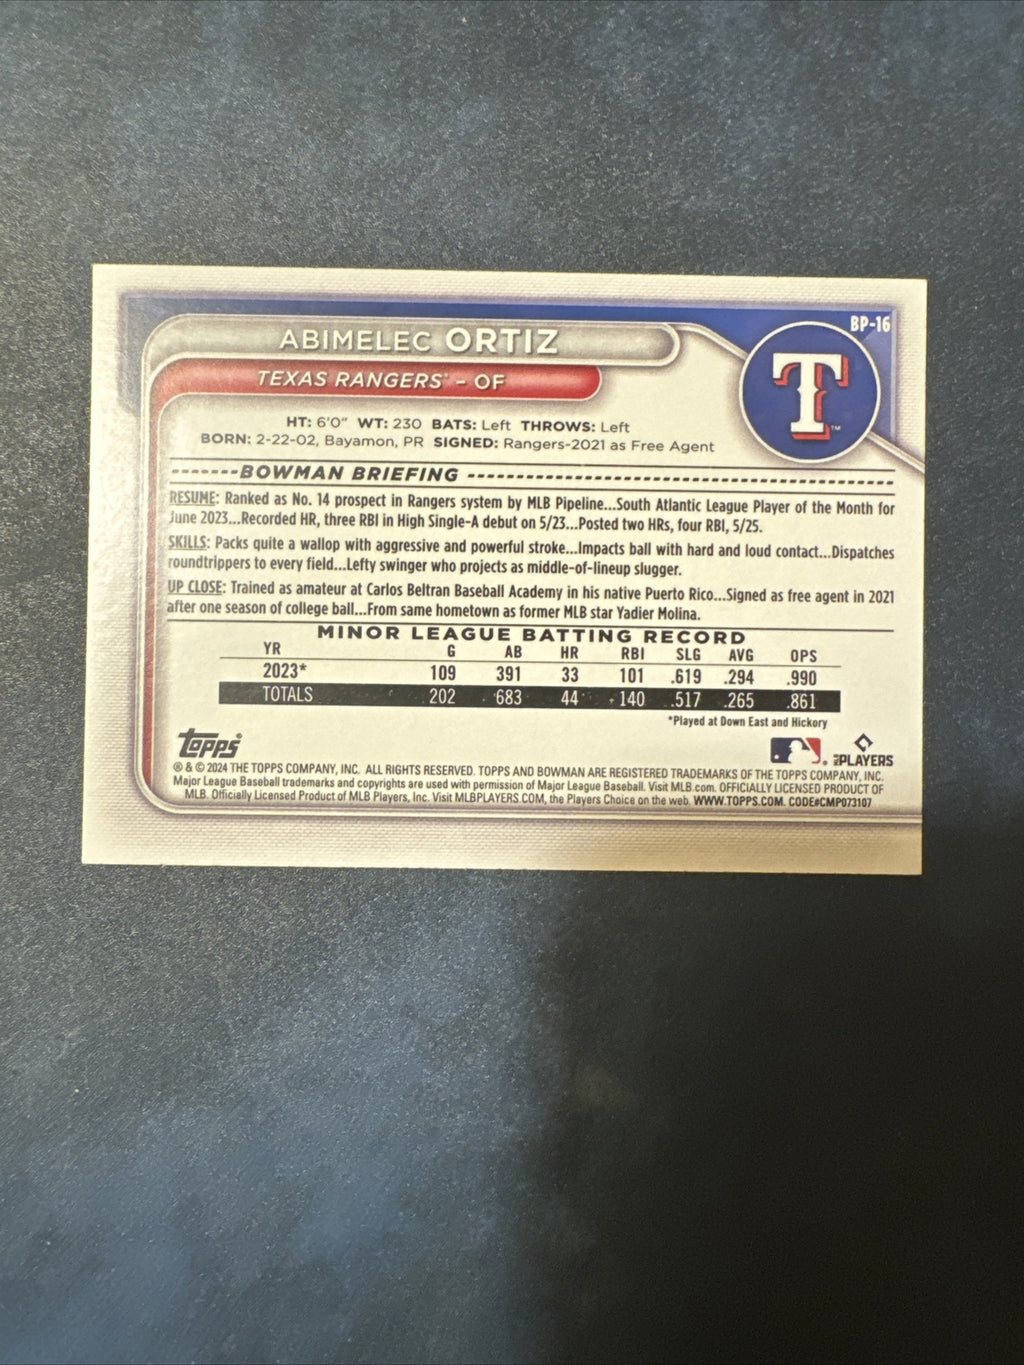 BP-16
ABIMELEC ORTIZ
TEXAS RANGERS® - OF
T™
HT: 6'0" WT: 230 BATS: Left THROWS: Left
BORN: 2-22-02, Bayamon, PR SIGNED: Rangers-2021 as Free Agent
BOWMAN BRIEFING
RESUME: Ranked as No. 14 prospect in Rangers system by MLB Pipeline...South Atlantic League Player of the Month for
June 2023...Recorded HR, three RBI in High Single-A debut on 5/23...Posted two HRs, four RBI, 5/25.
SKILLS: Packs quite a wallop with aggressive and powerful stroke...Impacts ball with hard and loud contact...Dispatches
roundtrippers to every field...Lefty swinger who projects as middle-of-lineup slugger.
UP CLOSE: Trained as amateur at Carlos Beltran Baseball Academy in his native Puerto Rico...Signed as free agent in 2021
after one season of college ball...From same hometown as former MLB star Yadier Molina.
MINOR LEAGUE BATTING RECORD
YR G AB HR RBI SLG AVG OPS
2023* 109 391 33 101 .619 .294 .990
TOTALS 202 683 44 140 .517 .265 .861
*Played at Down East and Hickory
Topps®
MLB PLAYERS
® & © 2024 THE TOPPS COMPANY, INC. ALL RIGHTS RESERVED. TOPPS AND BOWMAN ARE REGISTERED TRADEMARKS OF THE TOPPS COMPANY, INC.
Major League Baseball trademarks and copyrights are used with permission of Major League Baseball. Visit MLB.com. OFFICIALLY LICENSED PRODUCT OF
MLB. Officially Licensed Product of MLB Players, Inc. Visit MLBPLAYERS.COM, the Players Choice on the web. WWW.TOPPS.COM. CODE#CMP073107